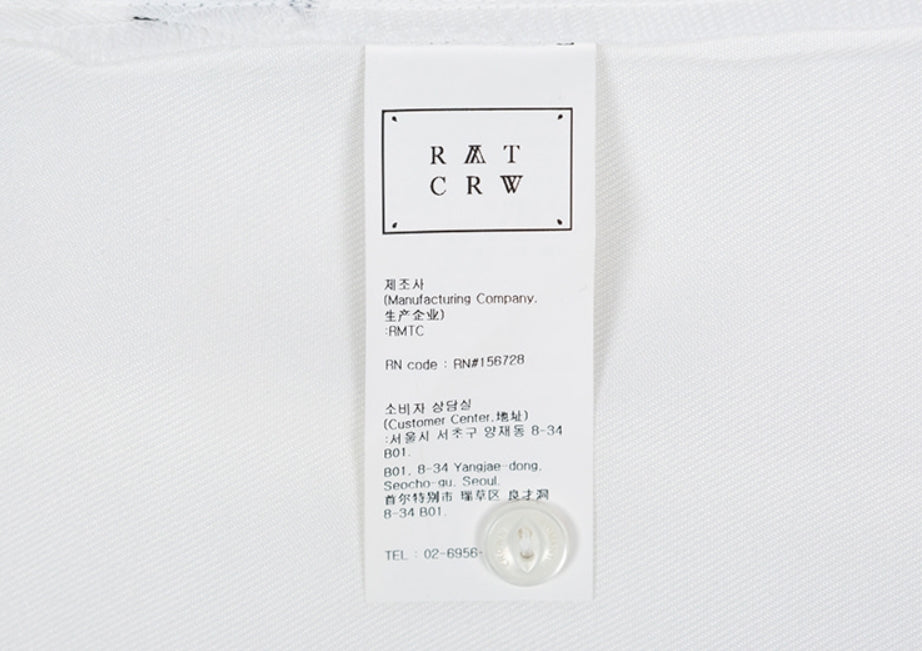 R M T
C R W
제조사
(Manufacturing Company.
生产企业)
:RMTC
RN code : RN#156728
소비자 상담실
(Customer Center.地址)
:서울시 서초구 양재동 8-34
B01.
B01, 8-34 Yangjae-dong,
Seocho-gu, Seoul.
首尔特别市 瑞草区 良才洞
8-34 B01.
TEL : 02-6956-